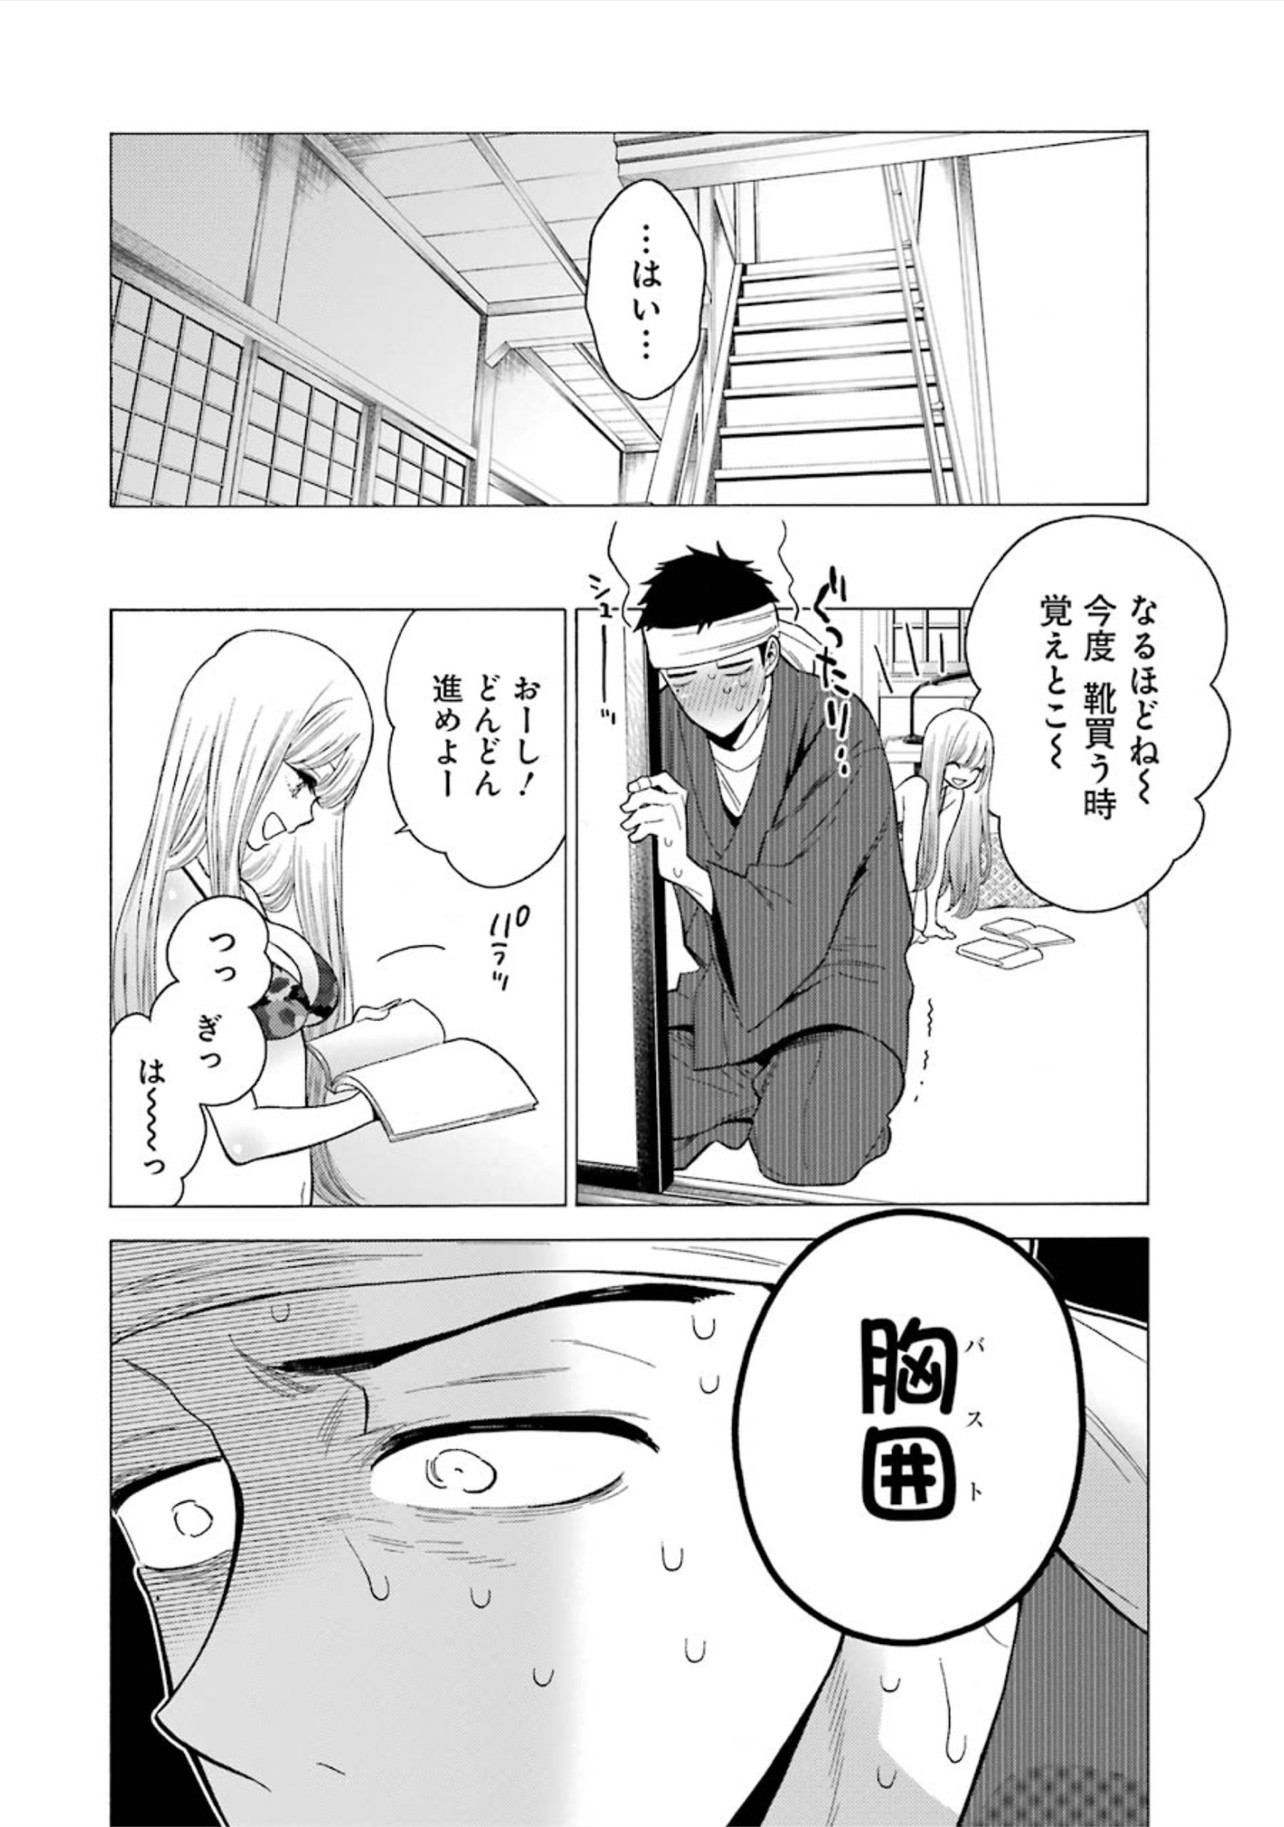 …はい…
なるほどね～
今度 靴買う時
覚えとこ～
ぐったり…
シュー
おーし！
どんどん
進めよー
パラッ
つっ
ぎっ
は～～っ
胸囲
バスト